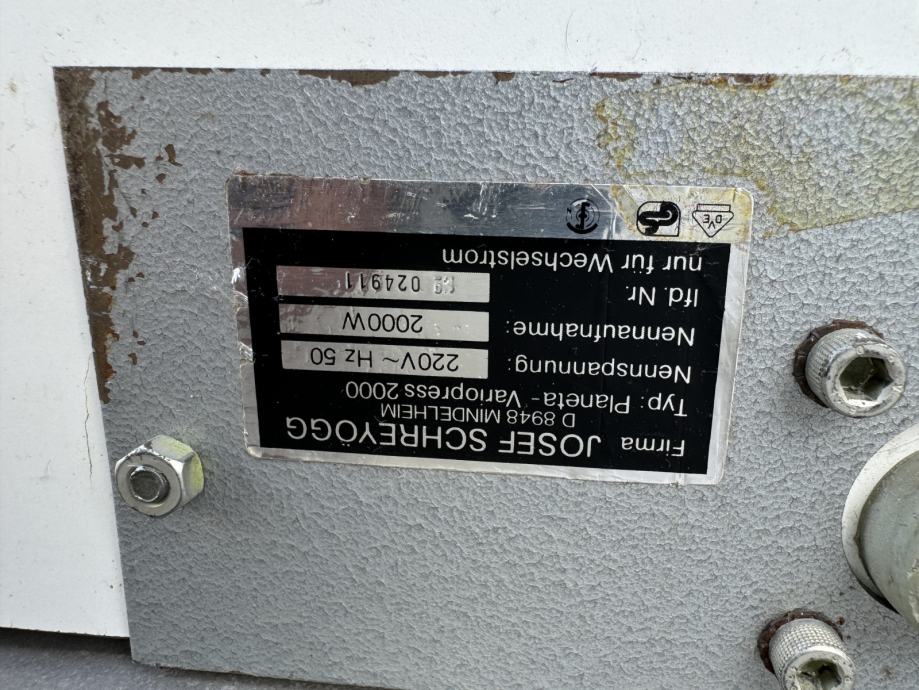 Firma JOSEF SCHREYÖGG
D 8948 MINDELHEIM
Typ: Planeta - Variopress 2000
Nennspannung: 220V~ Hz 50
Nennaufnahme: 2000W
lfd. Nr. 024911
nur für Wechselstrom
DVE